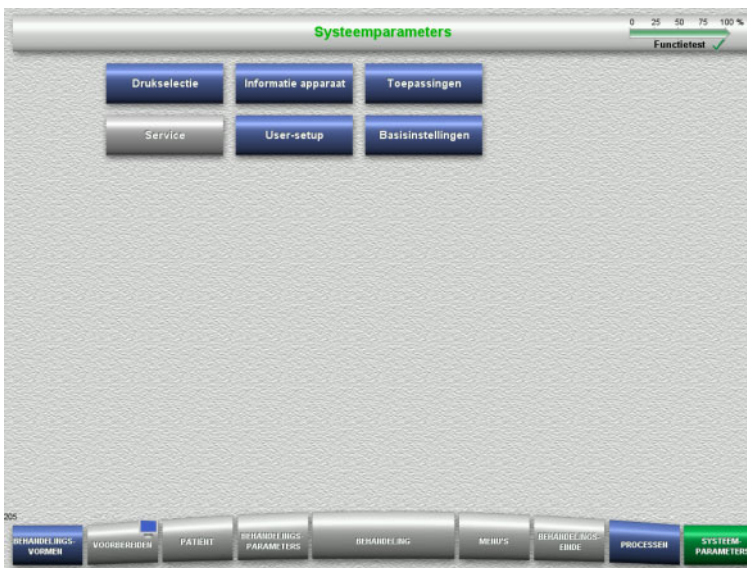 Systeemparameters
0 25 50 75 100 %
Functietest
Drukselectie
Informatie apparaat
Toepassingen
Service
User-setup
Basisinstellingen
205
BEHANDELINGS-
VORMEN
VOORBEREIDEN
PATIËNT
BEHANDELINGS-
PARAMETERS
BEHANDELING
MENU'S
BEHANDELINGS-
EINDE
PROCESSEN
SYSTEEM-
PARAMETERS